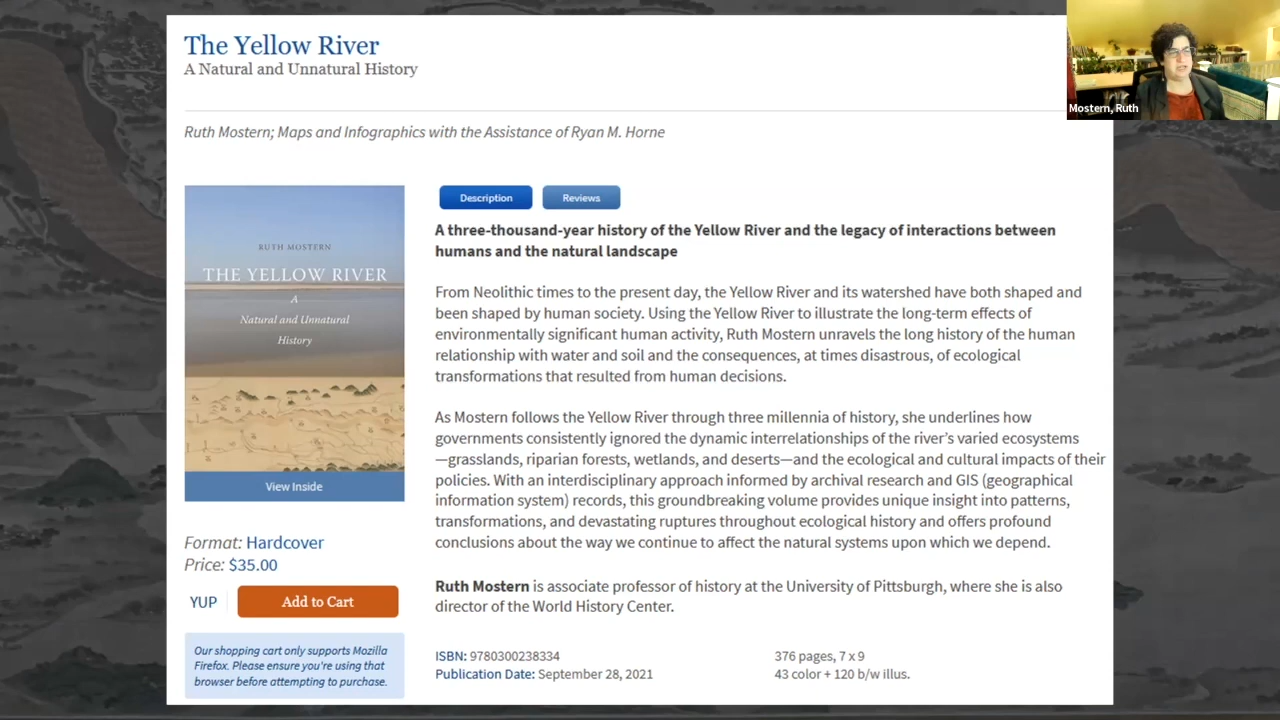 The Yellow River
A Natural and Unnatural History
Mostern, Ruth
Ruth Mostern; Maps and Infographics with the Assistance of Ryan M. Horne
RUTH MOSTERN
THE YELLOW RIVER
A
Natural and Unnatural
History
View Inside
Format: Hardcover
Price: $35.00
YUP
Add to Cart
Our shopping cart only supports Mozilla
Firefox. Please ensure you're using that
browser before attempting to purchase.
Description
Reviews
A three-thousand-year history of the Yellow River and the legacy of interactions between
humans and the natural landscape
From Neolithic times to the present day, the Yellow River and its watershed have both shaped and
been shaped by human society. Using the Yellow River to illustrate the long-term effects of
environmentally significant human activity, Ruth Mostern unravels the long history of the human
relationship with water and soil and the consequences, at times disastrous, of ecological
transformations that resulted from human decisions.
As Mostern follows the Yellow River through three millennia of history, she underlines how
governments consistently ignored the dynamic interrelationships of the river's varied ecosystems
—grasslands, riparian forests, wetlands, and deserts—and the ecological and cultural impacts of their
policies. With an interdisciplinary approach informed by archival research and GIS (geographical
information system) records, this groundbreaking volume provides unique insight into patterns,
transformations, and devastating ruptures throughout ecological history and offers profound
conclusions about the way we continue to affect the natural systems upon which we depend.
Ruth Mostern is associate professor of history at the University of Pittsburgh, where she is also
director of the World History Center.
ISBN: 9780300238334
Publication Date: September 28, 2021
376 pages, 7 x 9
43 color + 120 b/w illus.